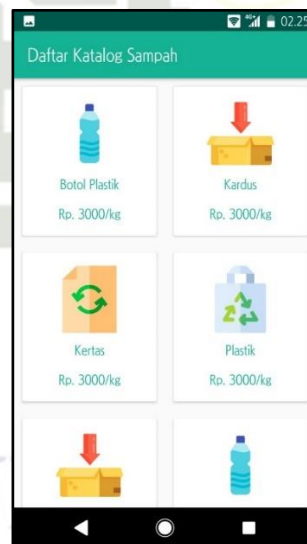 4G 02.25
Daftar Katalog Sampah
Botol Plastik
Kardus
Rp. 3000/kg
Rp. 3000/kg
Kertas
Plastik
Rp. 3000/kg
Rp. 3000/kg